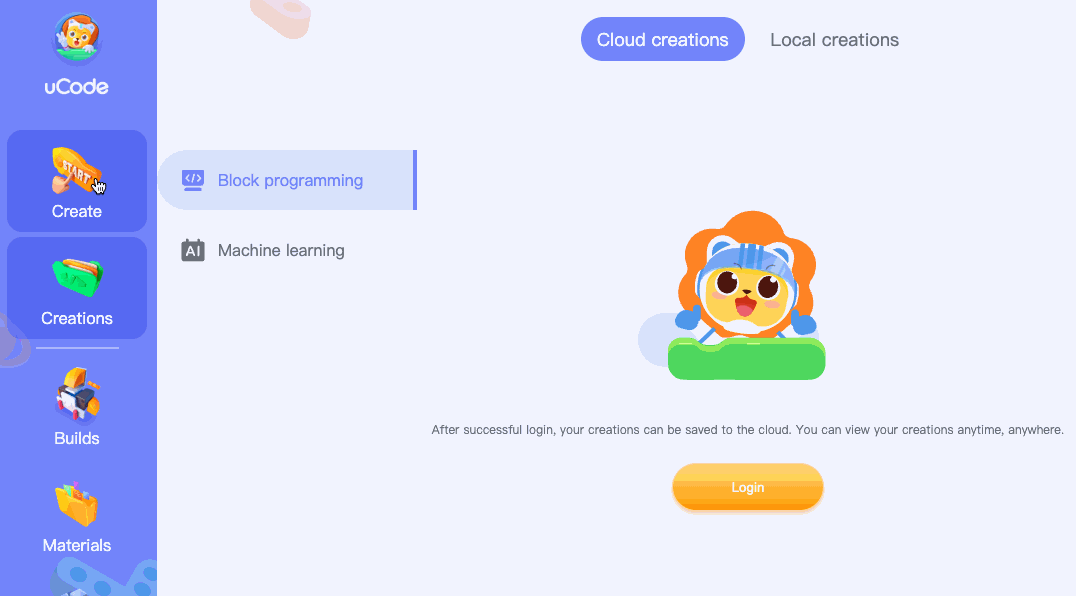 uCode
START
Create
Creations
Builds
Materials
Cloud creations
Local creations
</> Block programming
AI Machine learning
After successful login, your creations can be saved to the cloud. You can view your creations anytime, anywhere.
Login